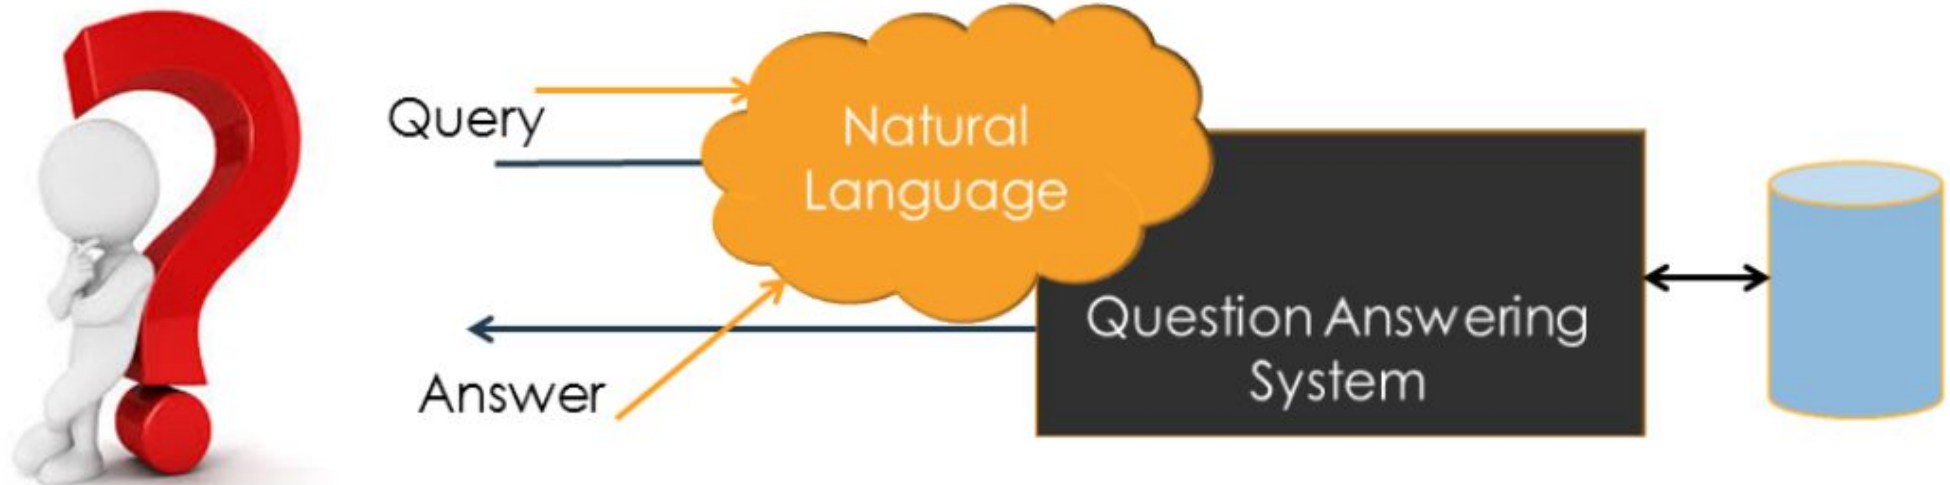 Query
Natural
Language
Question Answering
System
Answer